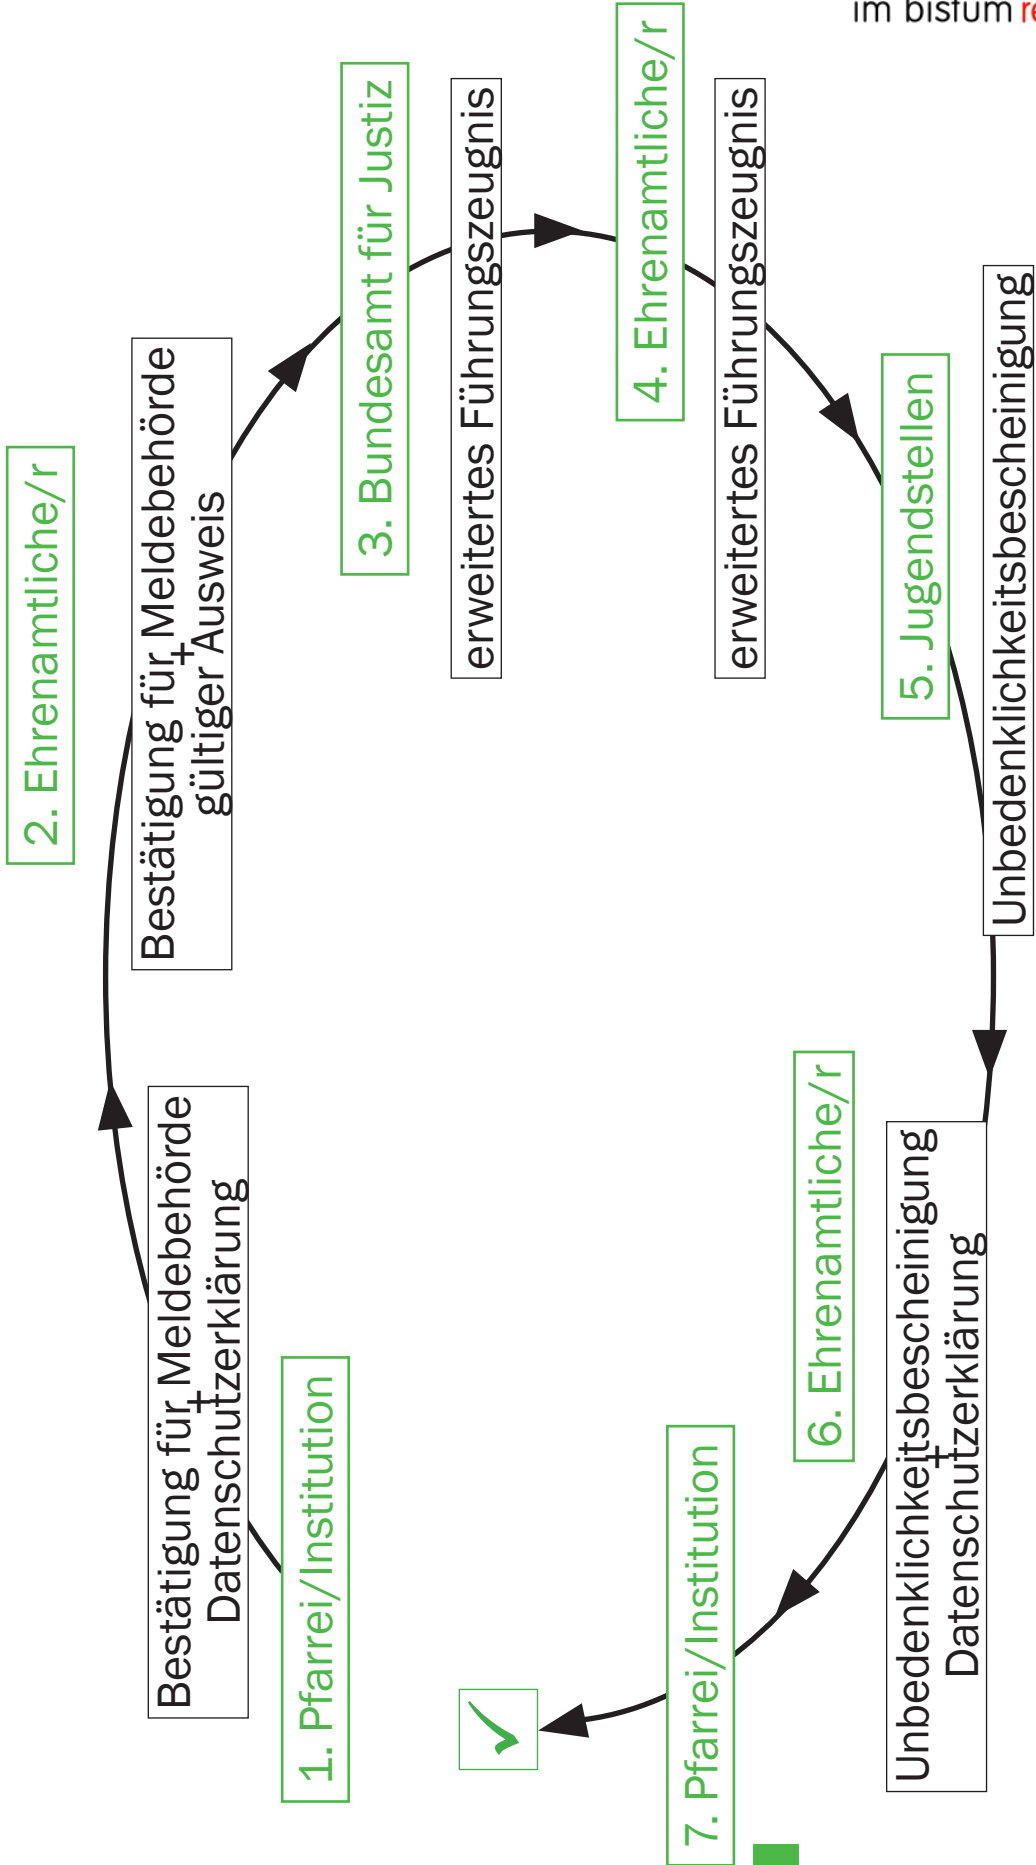 im bistum
1. Pfarrei/Institution
Bestätigung für Meldebehörde
+
Datenschutzerklärung
2. Ehrenamtliche/r
Bestätigung für Meldebehörde
+
gültiger Ausweis
3. Bundesamt für Justiz
erweitertes Führungszeugnis
4. Ehrenamtliche/r
erweitertes Führungszeugnis
5. Jugendstellen
Unbedenklichkeitsbescheinigung
6. Ehrenamtliche/r
Unbedenklichkeitsbescheinigung
+
Datenschutzerklärung
7. Pfarrei/Institution